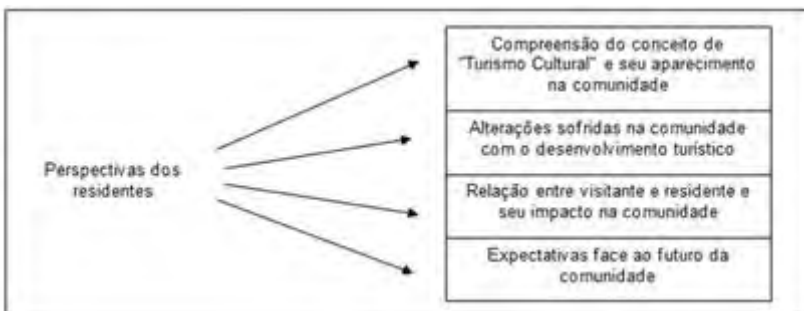 Perspectivas dos
residentes
Compreensão do conceito de
"Turismo Cultural" e seu aparecimento
na comunidade
Alterações sofridas na comunidade
com o desenvolvimento turístico
Relação entre visitante e residente e
seu impacto na comunidade
Expectativas face ao futuro da
comunidade